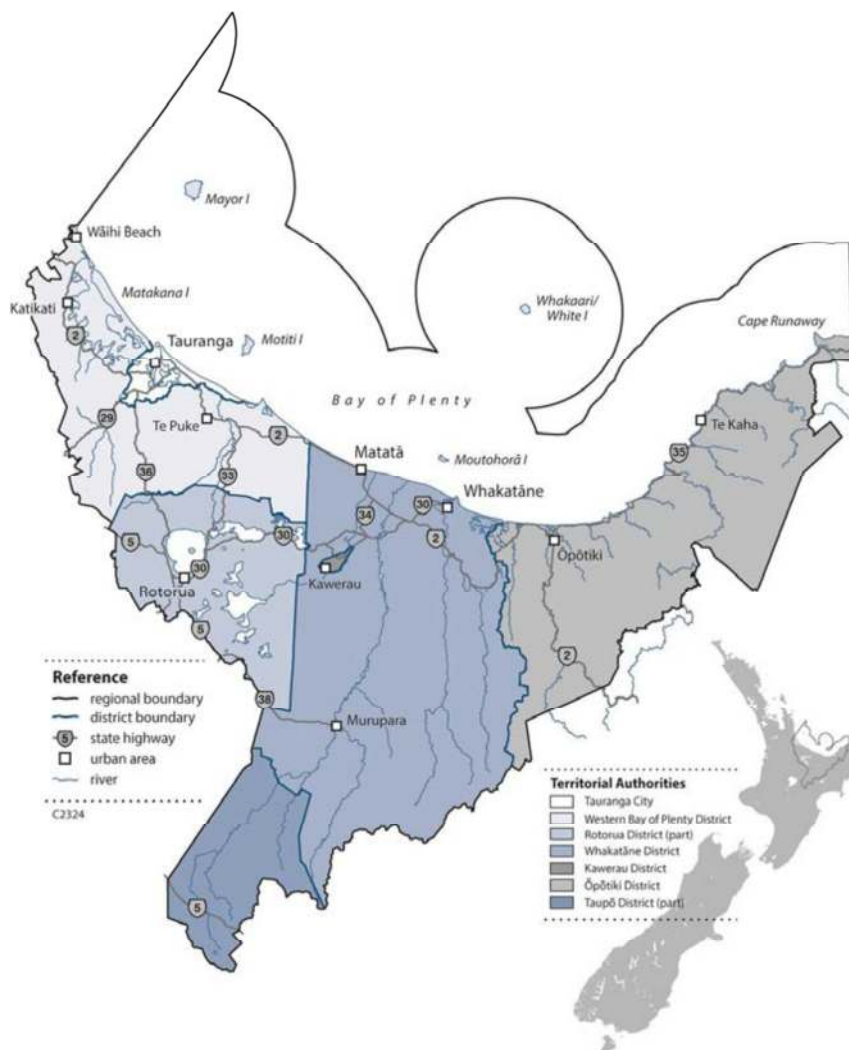 Mayor I
Wāihi Beach
Matakana I
Katikati
2
Whakaari/
White I
Cape Runaway
Tauranga
Motiti I
Bay of Plenty
29
Te Puke
2
Te Kaha
35
Matatā
Moutohorā I
36
33
Whakatāne
30
34
2
5
30
Ōpōtiki
Rotorua
30
Kawerau
5
2
38
Murupara
5
Reference
regional boundary
district boundary
5 state highway
urban area
river
C2324
Territorial Authorities
Tauranga City
Western Bay of Plenty District
Rotorua District (part)
Whakatāne District
Kawerau District
Ōpōtiki District
Taupō District (part)